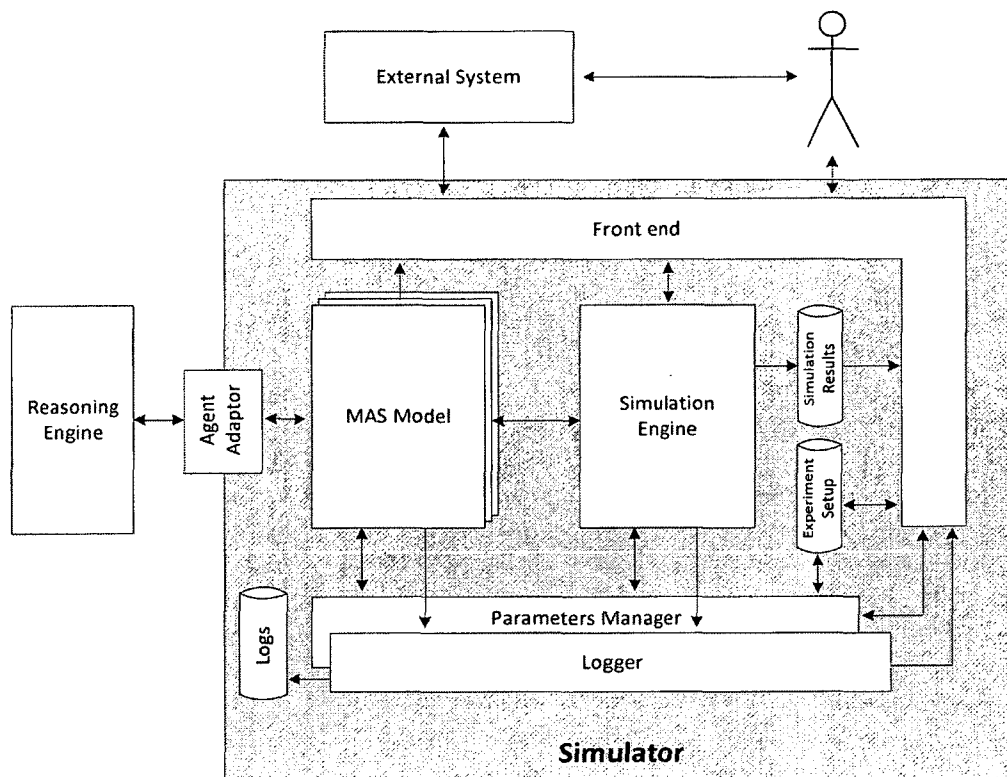 External System
Front end
Reasoning
Engine
Agent
Adaptor
MAS Model
Simulation
Engine
Simulation
Results
Experiment
Setup
Parameters Manager
Logs
Logger
Simulator